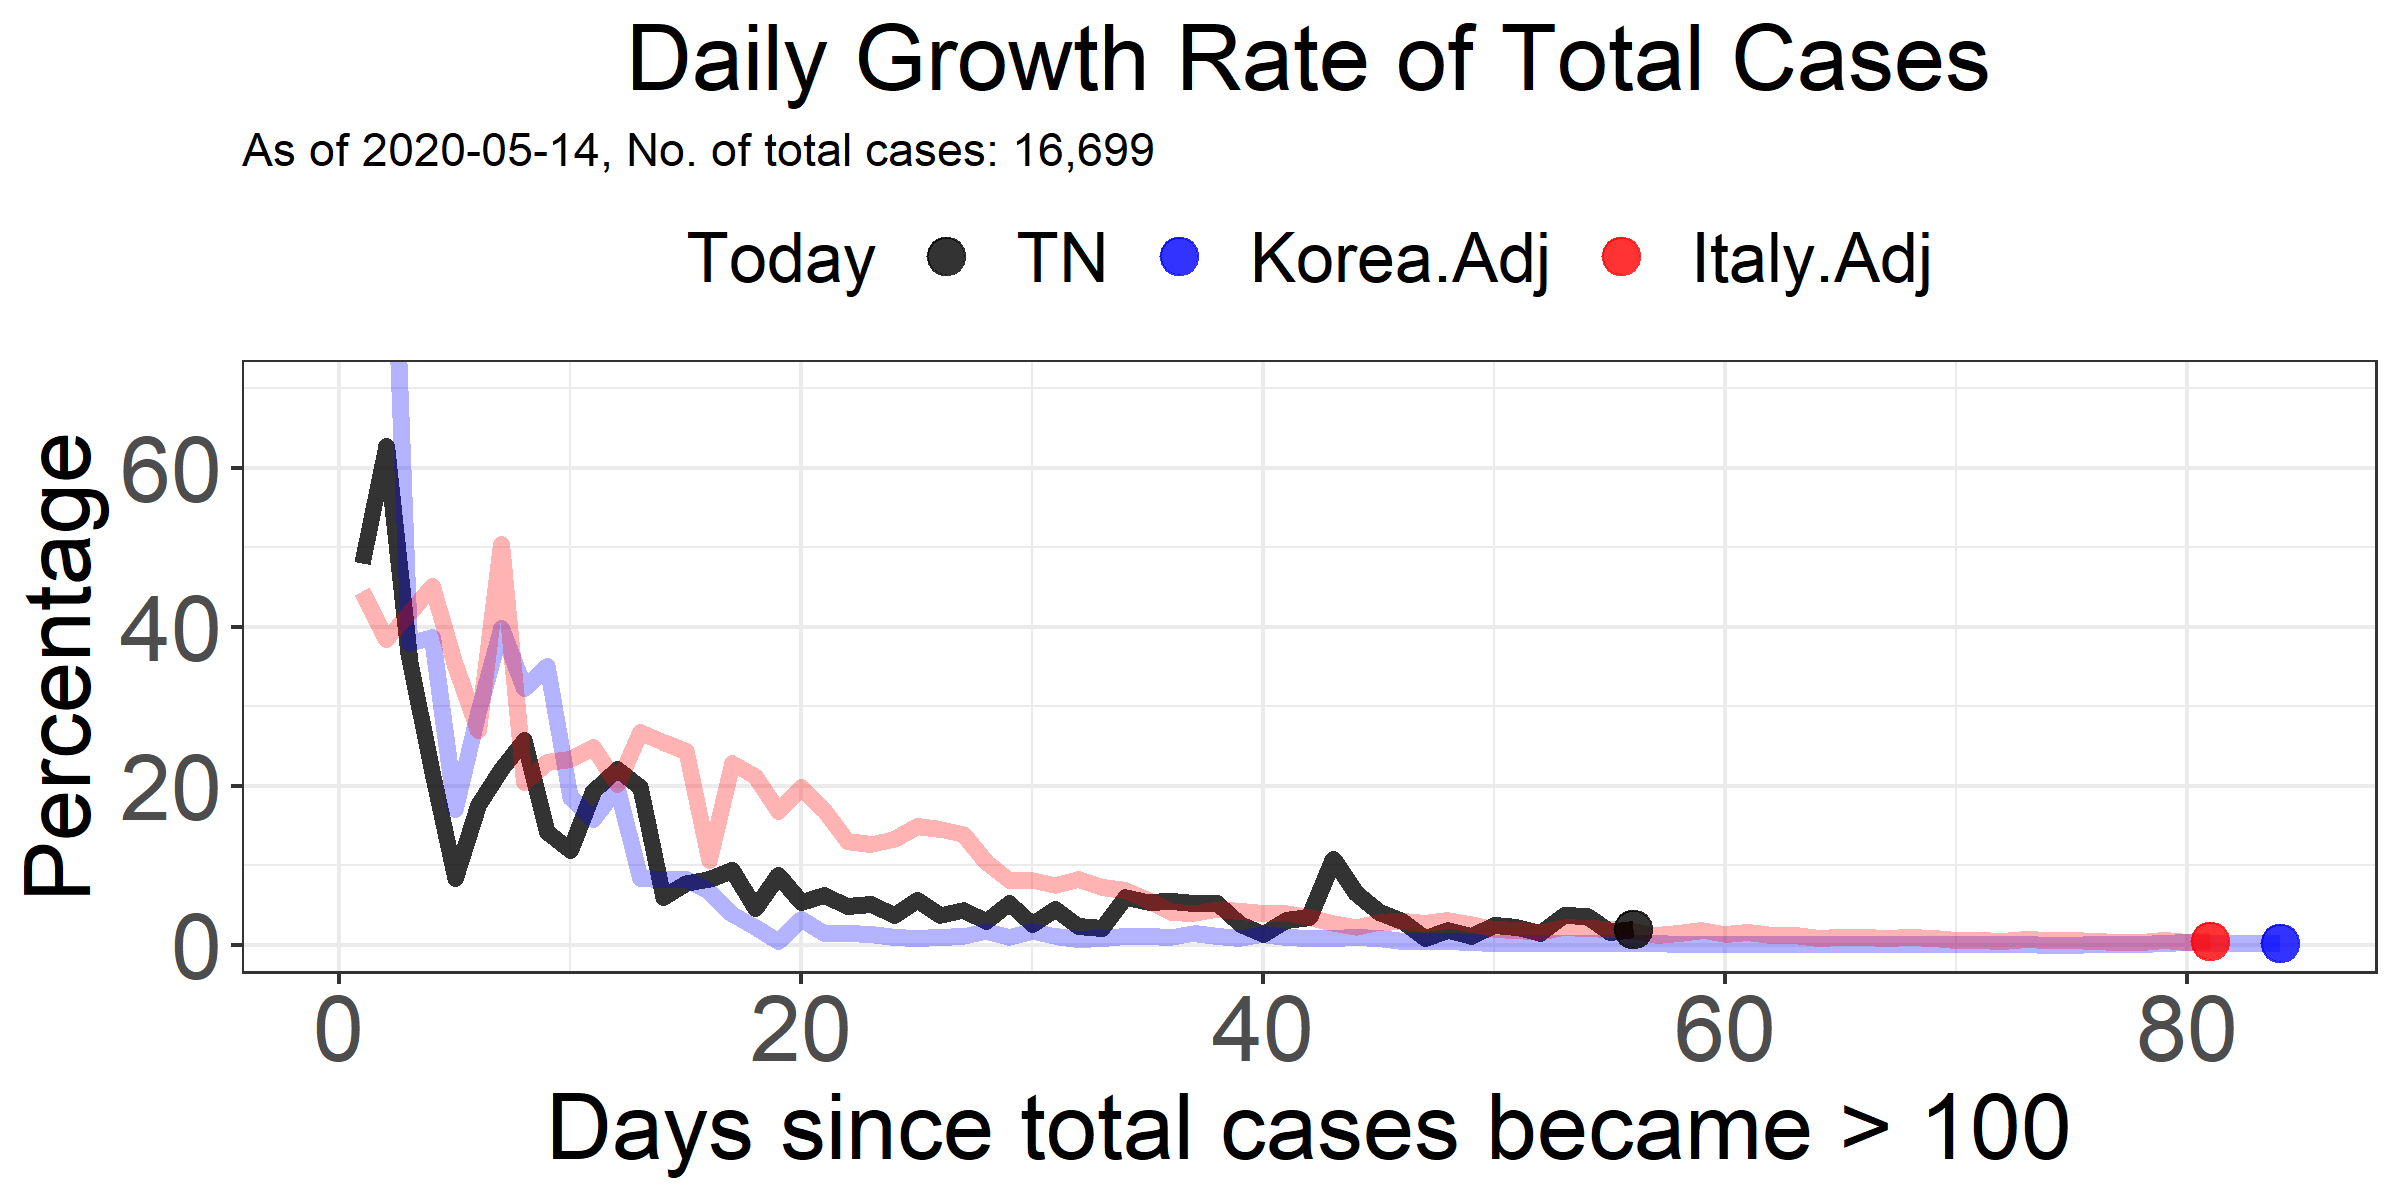 Daily Growth Rate of Total Cases
As of 2020-05-14, No. of total cases: 16,699
Today TN Korea.Adj Italy.Adj
Percentage
60
40
20
0
0 20 40 60 80
Days since total cases became > 100